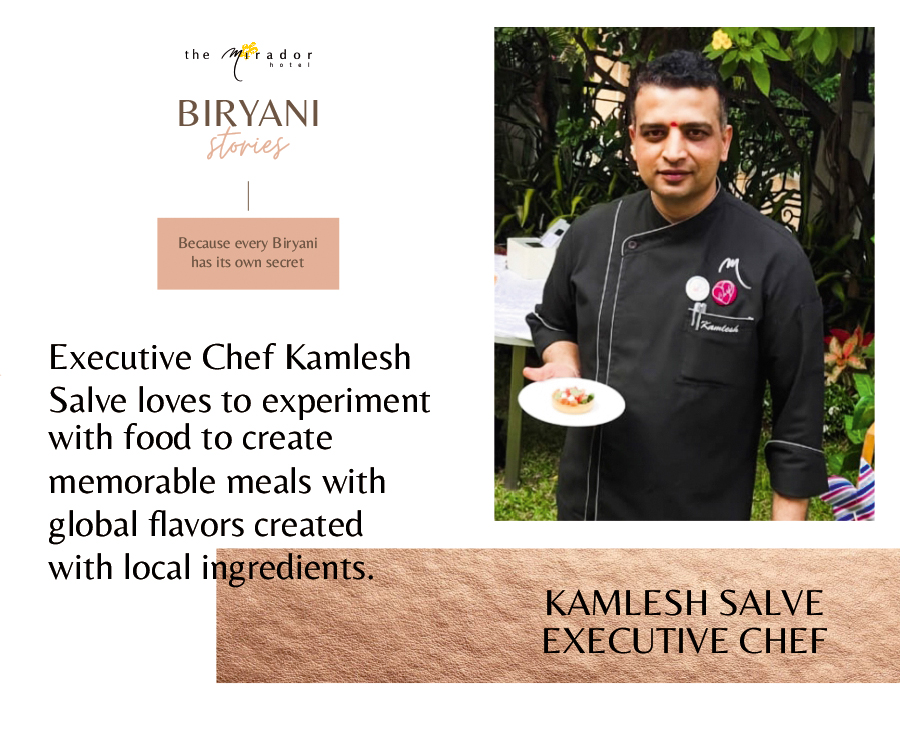 the Mirador
hotel
BIRYANI
stories
Because every Biryani
has its own secret
Executive Chef Kamlesh
Salve loves to experiment
with food to create
memorable meals with
global flavors created
with local ingredients.
M
Chef
Kamlesh
KAMLESH SALVE
EXECUTIVE CHEF